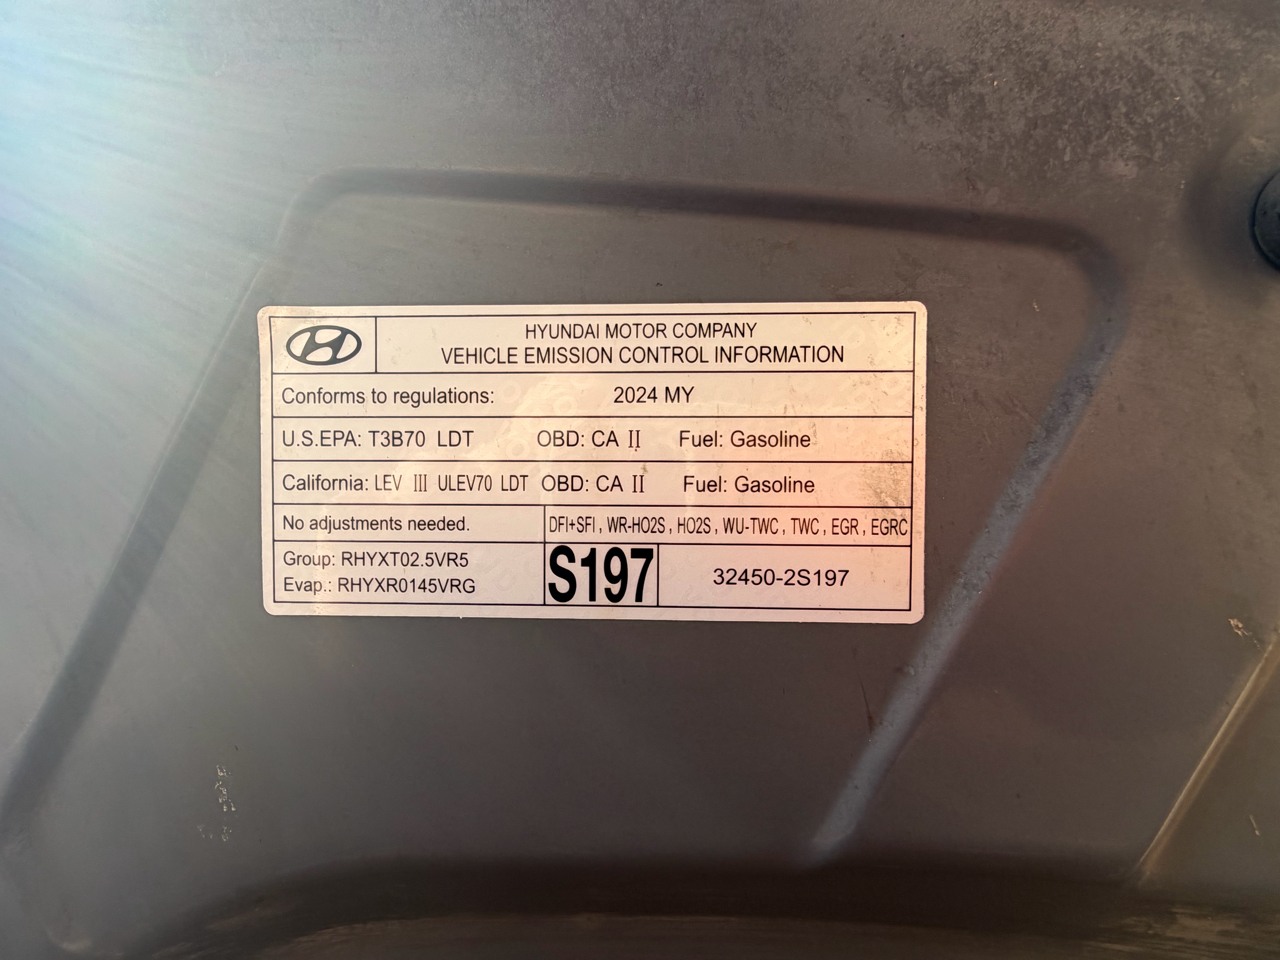 HYUNDAI MOTOR COMPANY
VEHICLE EMISSION CONTROL INFORMATION
Conforms to regulations: 2024 MY
U.S.EPA: T3B70 LDT OBD: CA Ⅱ Fuel: Gasoline
California: LEV Ⅲ ULEV70 LDT OBD: CA Ⅱ Fuel: Gasoline
No adjustments needed. DFI+SFI , WR-HO2S , HO2S , WU-TWC , TWC , EGR , EGRC
Group: RHYXT02.5VR5
Evap.: RHYXR0145VRG
S197 32450-2S197